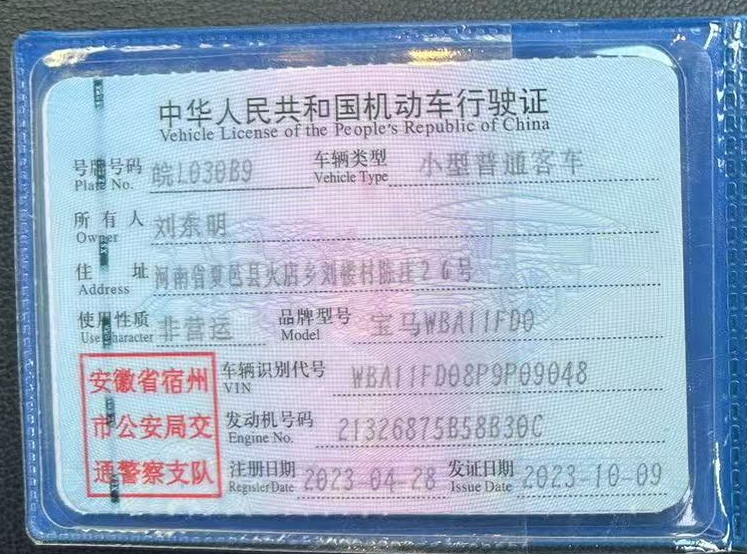 中华人民共和国机动车行驶证
Vehicle License of the People's Republic of China
号牌号码 皖L030B9 车辆类型 小型普通客车
Plate No. Vehicle Type
所有人 刘东明
Owner
住址 河南省夏邑县火店乡刘楼村陈庄26号
Address
使用性质 非营运 品牌型号 宝马WBA11FD0
Use Character Model
安徽省宿州
市公安局交
通警察支队
车辆识别代号 WBA11FD08P9P09048
VIN
发动机号码 21326875B58B30C
Engine No.
注册日期 2023-04-28 发证日期 2023-10-09
Register Date Issue Date